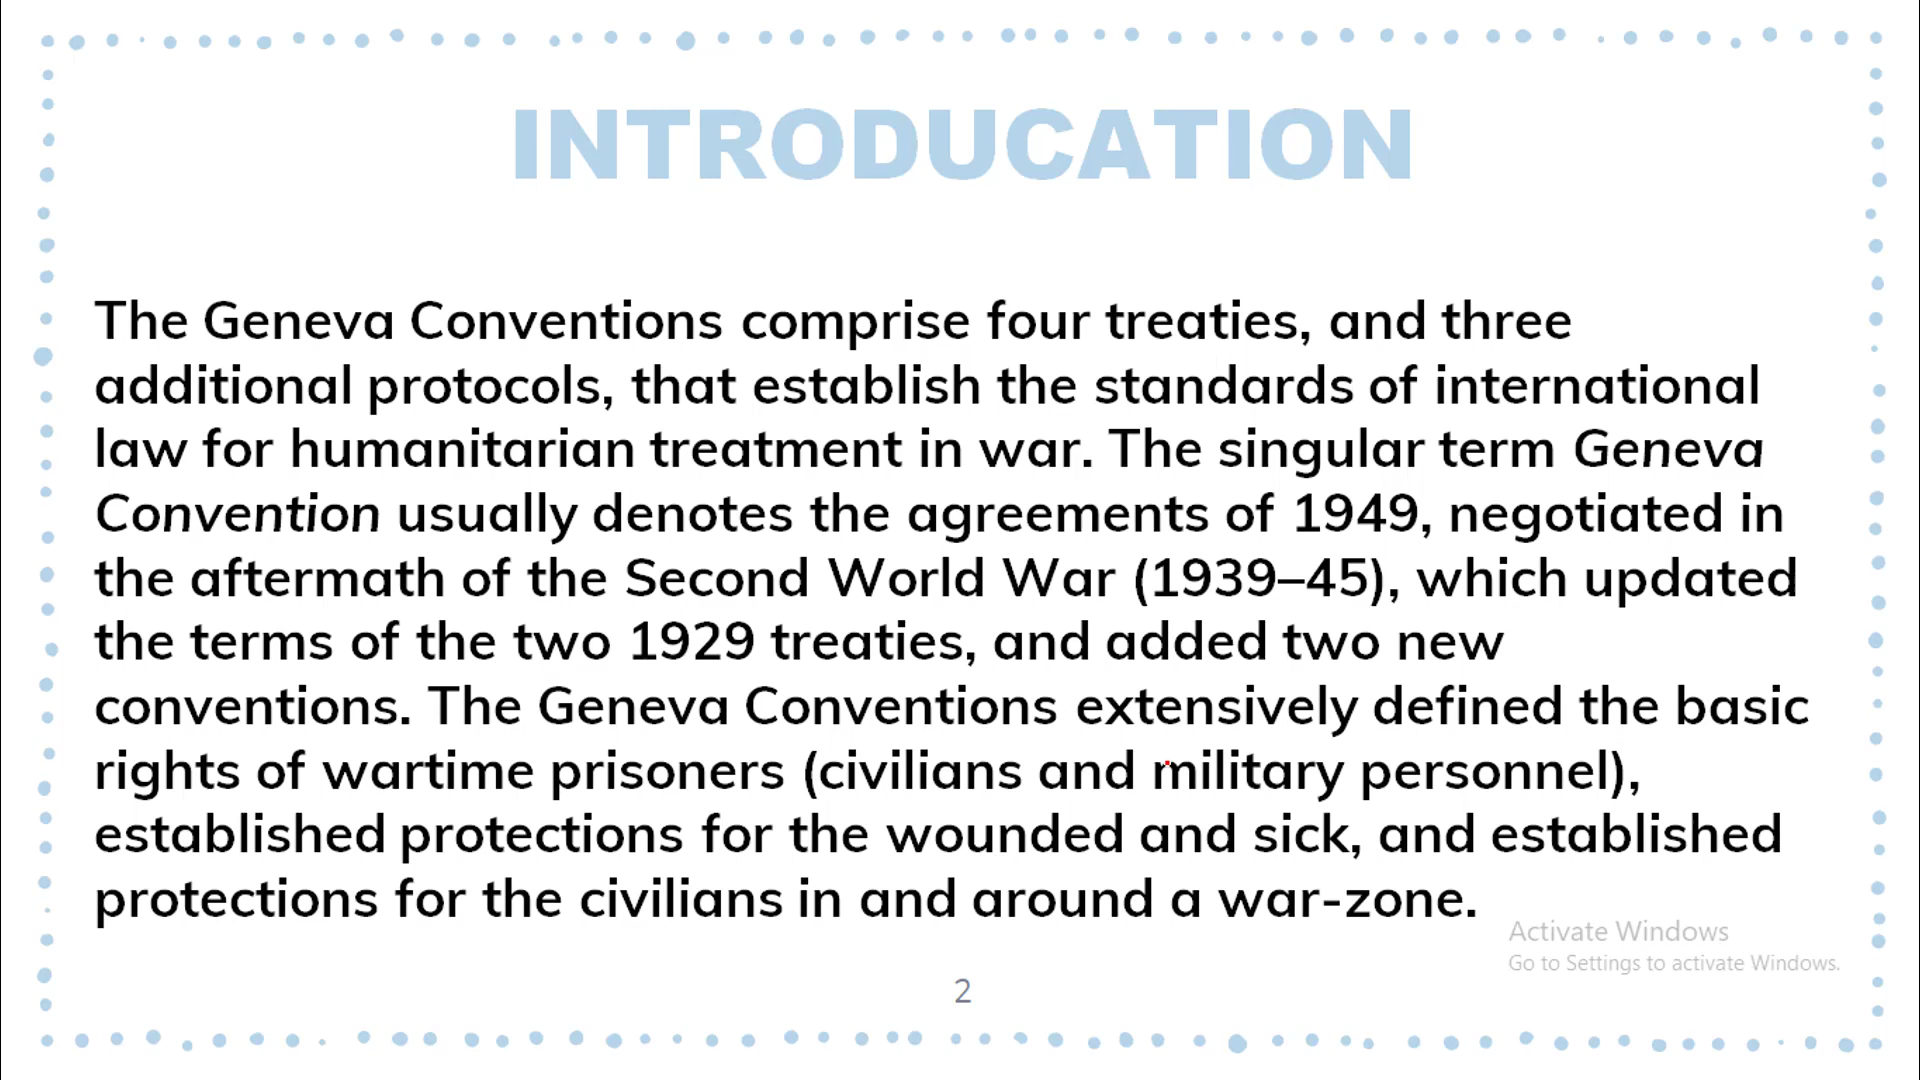 INTRODUCATION
The Geneva Conventions comprise four treaties, and three
additional protocols, that establish the standards of international
law for humanitarian treatment in war. The singular term Geneva
Convention usually denotes the agreements of 1949, negotiated in
the aftermath of the Second World War (1939–45), which updated
the terms of the two 1929 treaties, and added two new
conventions. The Geneva Conventions extensively defined the basic
rights of wartime prisoners (civilians and military personnel),
established protections for the wounded and sick, and established
protections for the civilians in and around a war-zone.
Activate Windows
Go to Settings to activate Windows.
2